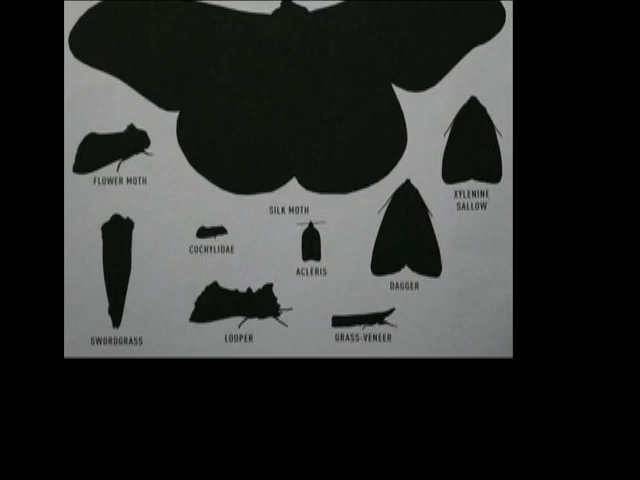 FLOWER MOTH
XYLENINE
SALLOW
SILK MOTH
COCHYLIDAE
ACLERIS
DAGGER
SWORDGRASS
LOOPER
GRASS-VENEER